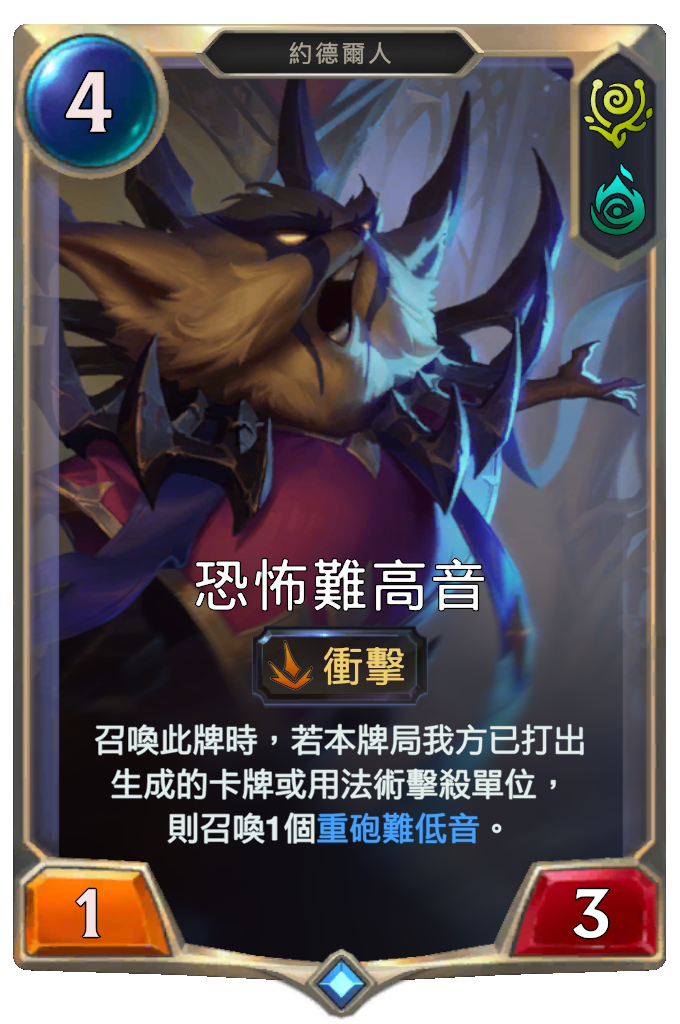 約德爾人
4
恐怖難高音
衝擊
召喚此牌時，若本牌局我方已打出
生成的卡牌或用法術擊殺單位，
則召喚1個重砲難低音。
1
3